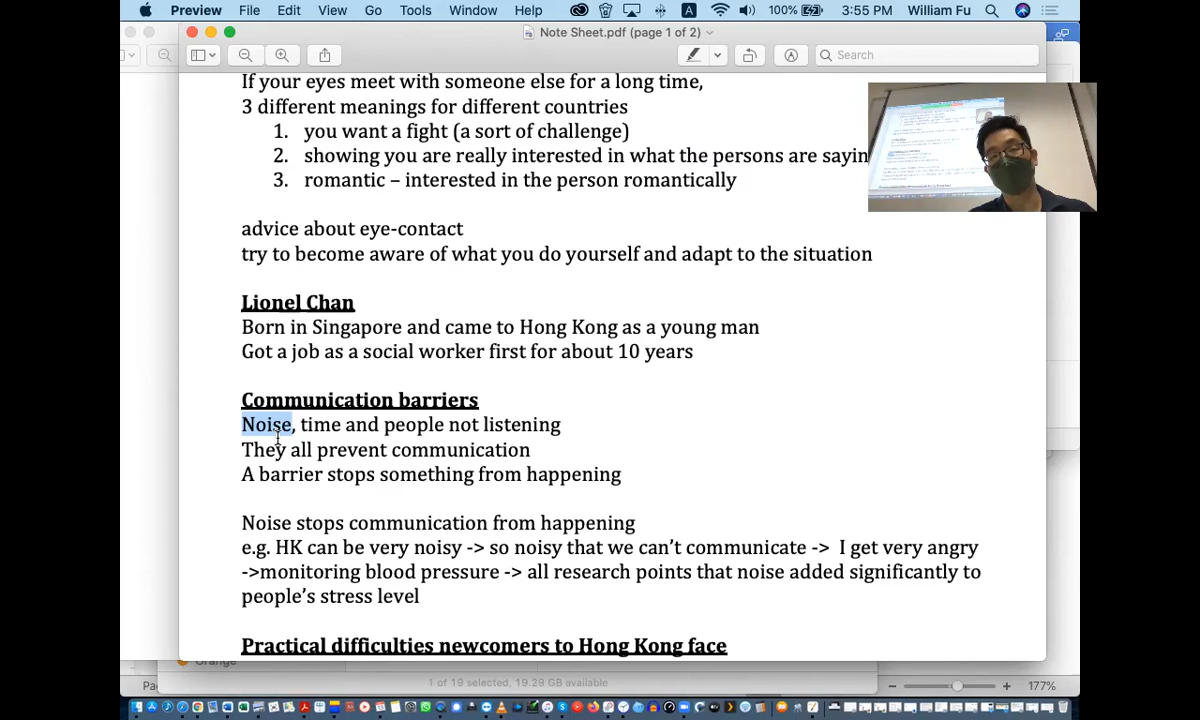 Preview File Edit View Go Tools Window Help A 100% 3:55 PM William Fu
Note Sheet.pdf (page 1 of 2)
Search
If your eyes meet with someone else for a long time,
3 different meanings for different countries
1. you want a fight (a sort of challenge)
2. showing you are really interested in what the persons are sayin
3. romantic – interested in the person romantically
advice about eye-contact
try to become aware of what you do yourself and adapt to the situation
Lionel Chan
Born in Singapore and came to Hong Kong as a young man
Got a job as a social worker first for about 10 years
Communication barriers
Noise, time and people not listening
They all prevent communication
A barrier stops something from happening
Noise stops communication from happening
e.g. HK can be very noisy -> so noisy that we can’t communicate -> I get very angry
->monitoring blood pressure -> all research points that noise added significantly to
people’s stress level
Practical difficulties newcomers to Hong Kong face
Orange
1 of 19 selected, 19.29 GB available
Pa
177%